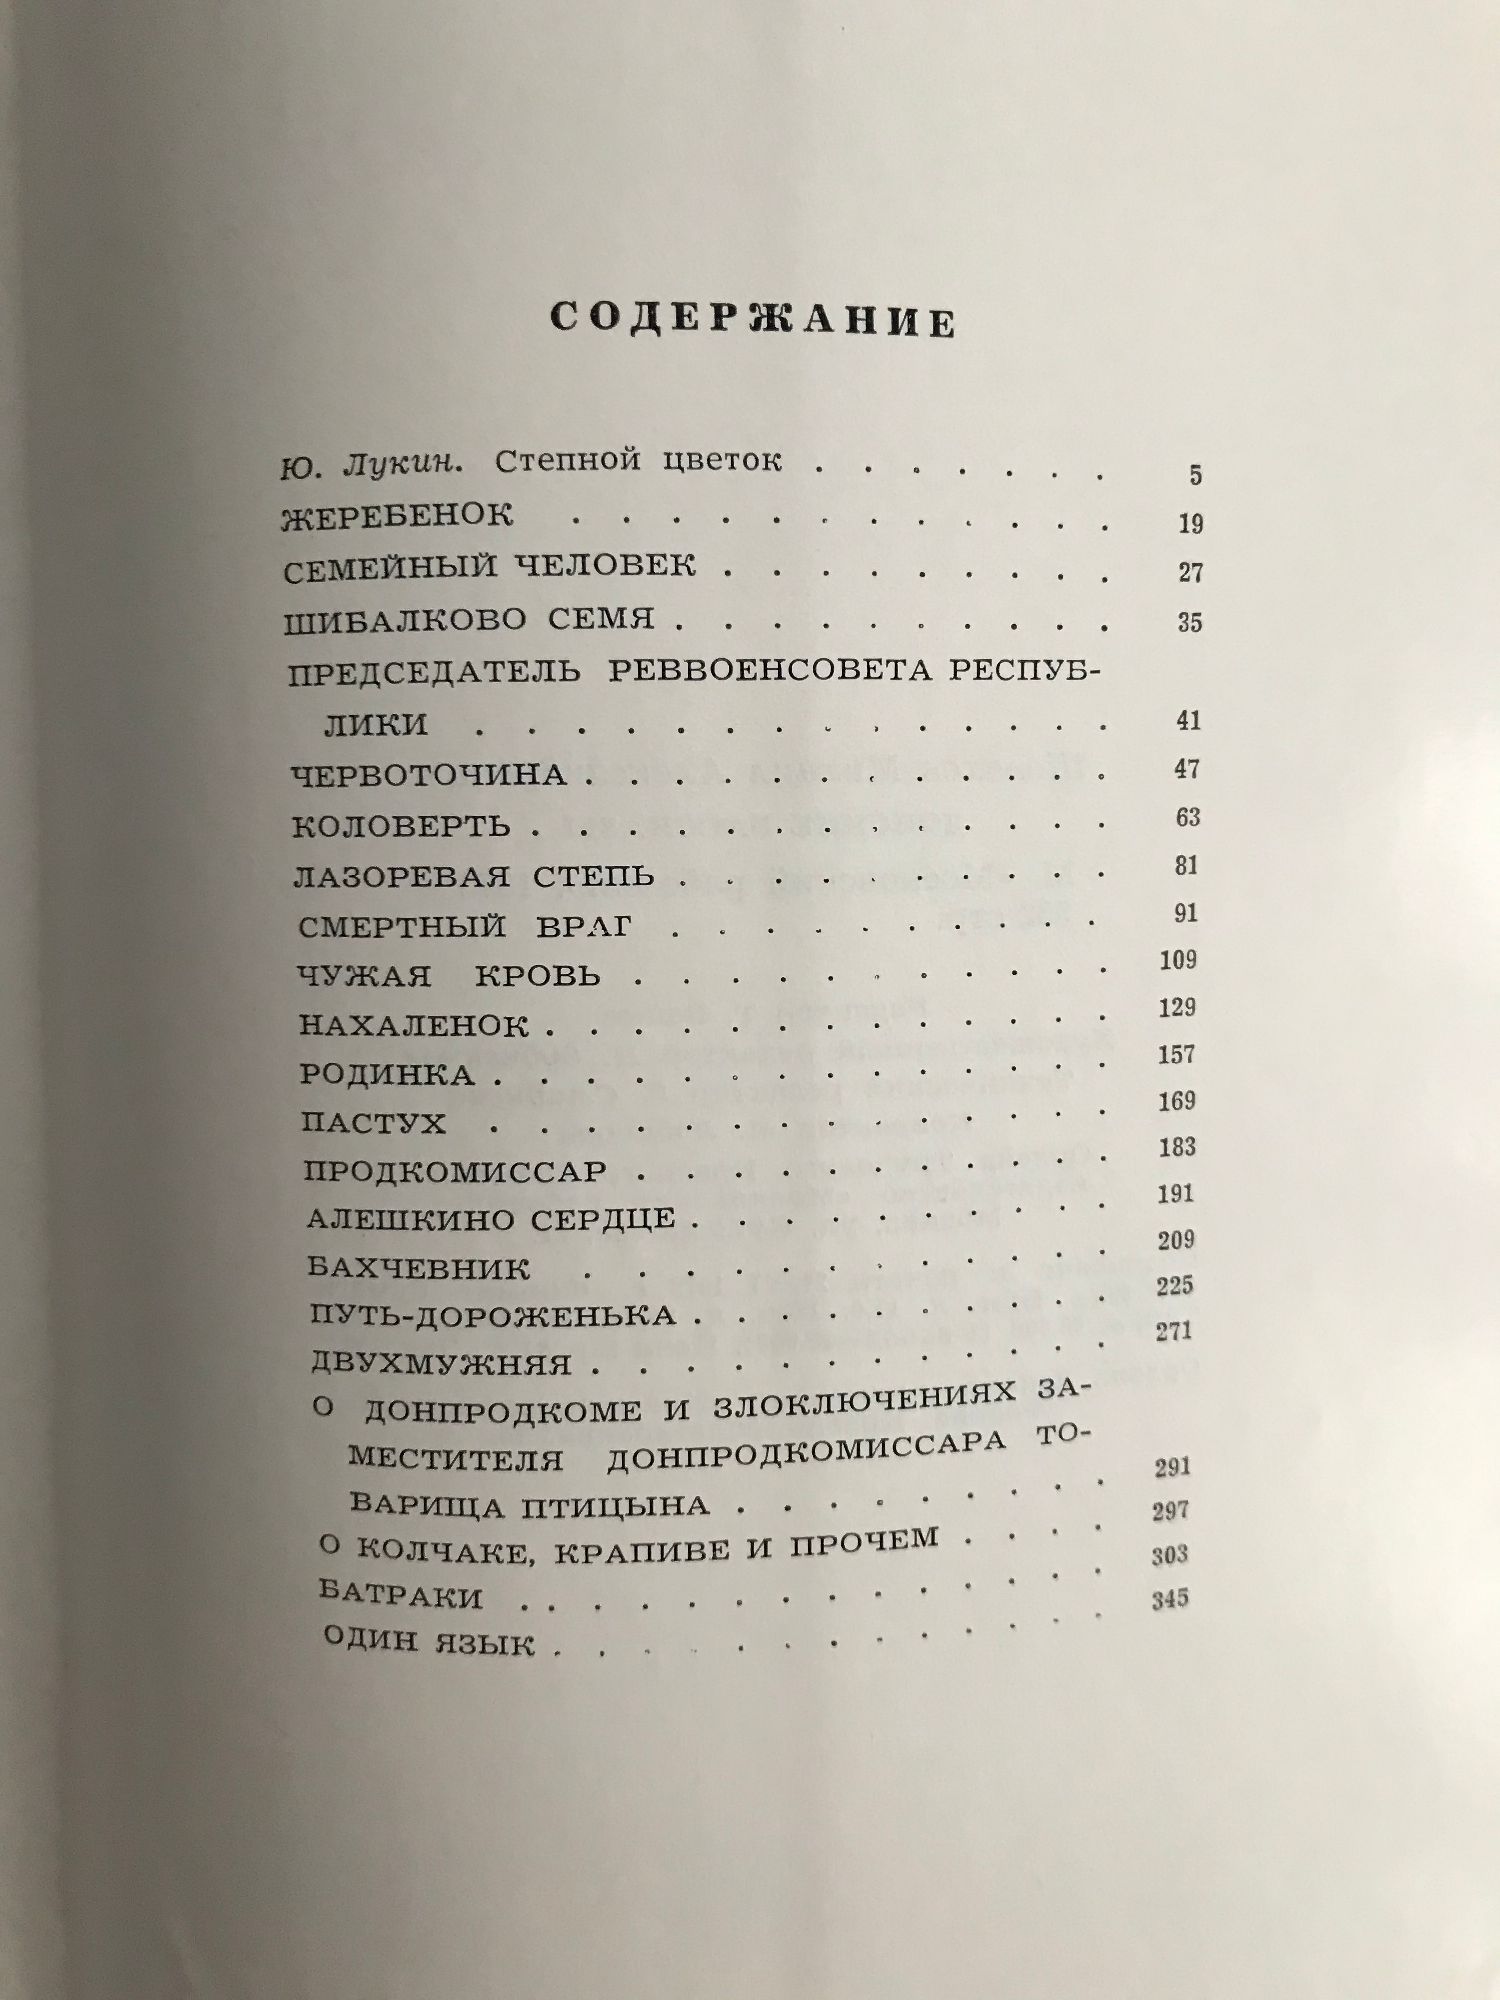 СОДЕРЖАНИЕ
Ю. Лукин. Степной цветок . . . . . . . 5
ЖЕРЕБЕНОК . . . . . . . . . . . . 19
СЕМЕЙНЫЙ ЧЕЛОВЕК . . . . . . . . . 27
ШИБАЛКОВО СЕМЯ . . . . . . . . . . 35
ПРЕДСЕДАТЕЛЬ РЕВВОЕНСОВЕТА РЕСПУБ-
ЛИКИ . . . . . . . . . . . . . . 41
ЧЕРВОТОЧИНА . . . . . . . . . . . . 47
КОЛОВЕРТЬ . . . . . . . . . . . . . 63
ЛАЗОРЕВАЯ СТЕПЬ . . . . . . . . . . 81
СМЕРТНЫЙ ВРАГ . . . . . . . . . . 91
ЧУЖАЯ КРОВЬ . . . . . . . . . . . 109
НАХАЛЕНОК . . . . . . . . . . . . . 129
РОДИНКА . . . . . . . . . . . . . . 157
ПАСТУХ . . . . . . . . . . . . . . 169
ПРОДКОМИССАР . . . . . . . . . . . 183
АЛЕШКИНО СЕРДЦЕ . . . . . . . . . . 191
БАХЧЕВНИК . . . . . . . . . . . . 209
ПУТЬ-ДОРОЖЕНЬКА . . . . . . . . . . 225
ДВУХМУЖНЯЯ . . . . . . . . . . . . 271
О ДОНПРОДКОМЕ И ЗЛОКЛЮЧЕНИЯХ ЗА-
МЕСТИТЕЛЯ ДОНПРОДКОМИССАРА ТО-
ВАРИЩА ПТИЦЫНА . . . . . . . . . 291
О КОЛЧАКЕ, КРАПИВЕ И ПРОЧЕМ . . . . 297
БАТРАКИ . . . . . . . . . . . . . . 303
ОДИН ЯЗЫК . . . . . . . . . . . . . 345